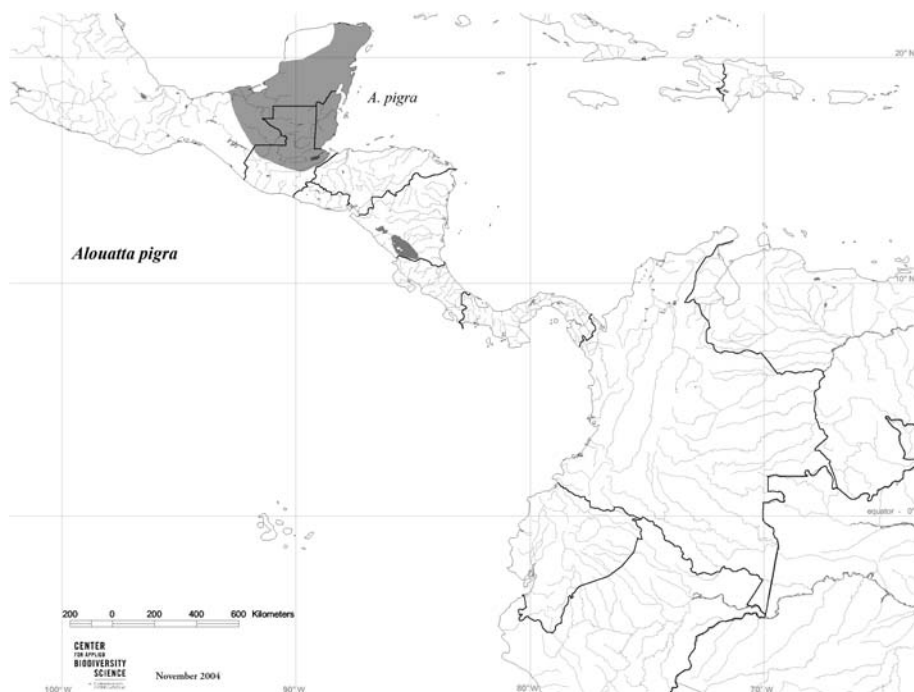 20° N
A. pigra
Alouatta pigra
10° N
equator - 0°
200 0 200 400 600 Kilometers
CENTER
FOR APPLIED
BIODIVERSITY
SCIENCE
November 2004
100° W 90° W 80° W 70° W